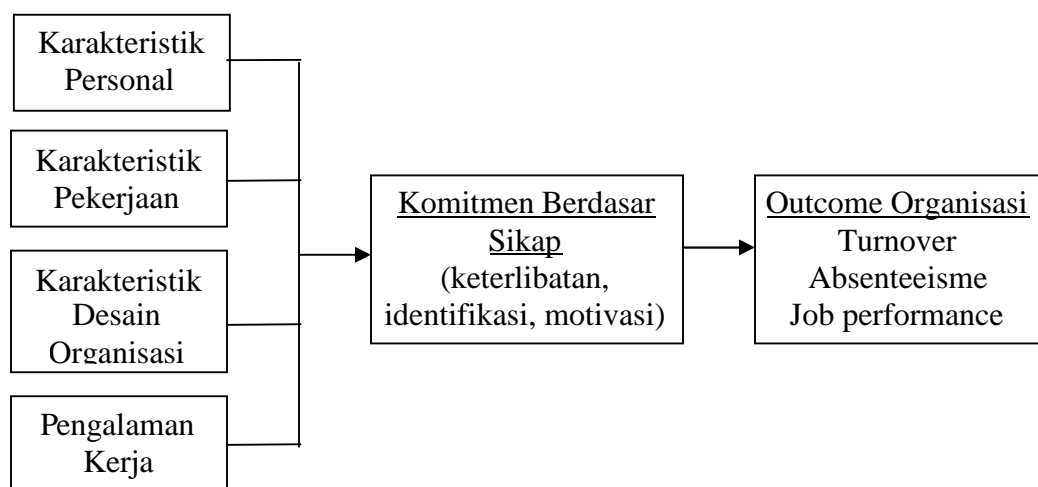 Karakteristik
Personal
Karakteristik
Pekerjaan
Karakteristik
Desain
Organisasi
Pengalaman
Kerja
Komitmen Berdasar
Sikap
(keterlibatan,
identifikasi, motivasi)
Outcome Organisasi
Turnover
Absenteeisme
Job performance